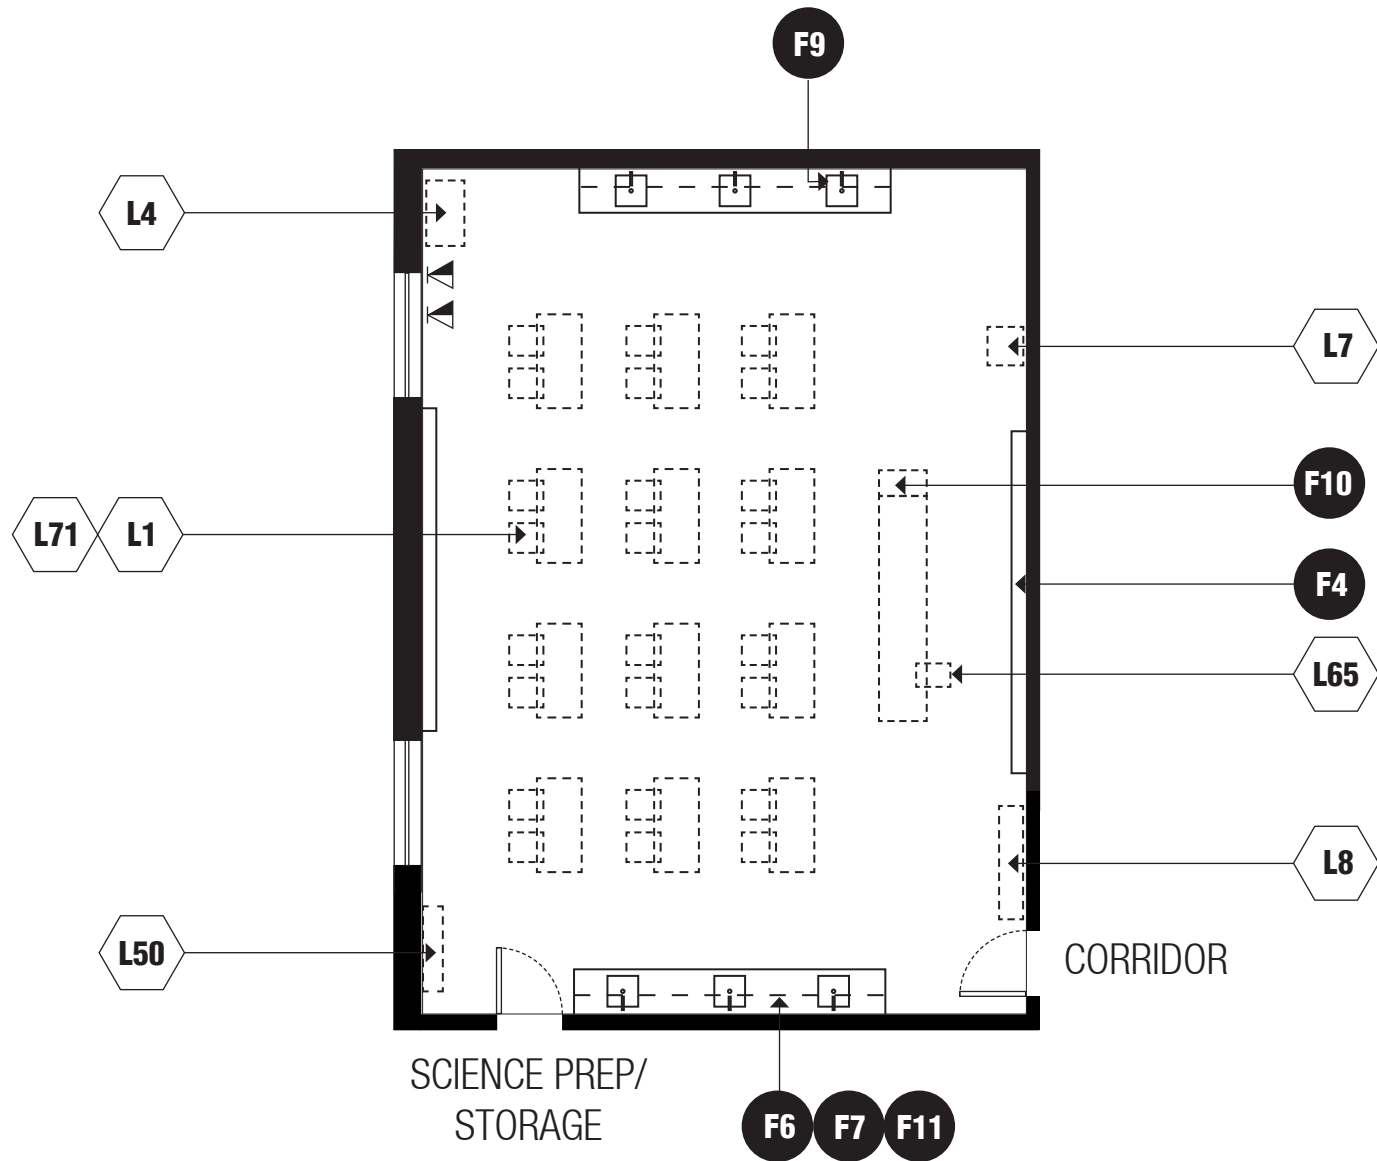 F9
L4
L7
F10
L71 L1
F4
L65
L8
L50
CORRIDOR
SCIENCE PREP/
STORAGE
F6 F7 F11